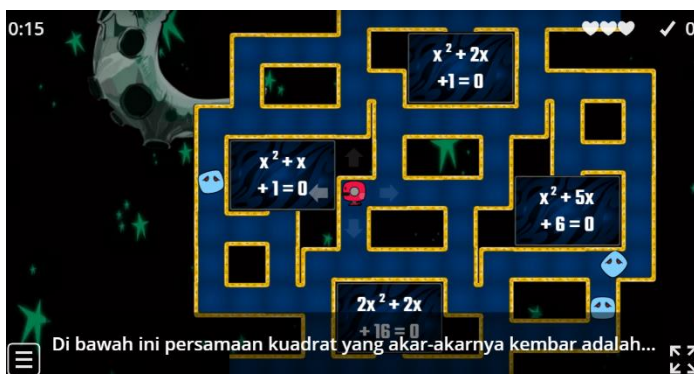 0:15
0
x² + 2x
+1 = 0
x² + x
+ 1 = 0
x² + 5x
+ 6 = 0
2x² + 2x
+ 16 = 0
Di bawah ini persamaan kuadrat yang akar-akarnya kembar adalah...